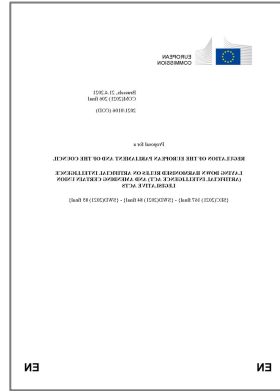 EUROPEAN
COMMISSION
Brussels, 21.4.2021
COM(2021) 206 final
2021/0106 (COD)
Proposal for a
REGULATION OF THE EUROPEAN PARLIAMENT AND OF THE COUNCIL
LAYING DOWN HARMONISED RULES ON ARTIFICIAL INTELLIGENCE
(ARTIFICIAL INTELLIGENCE ACT) AND AMENDING CERTAIN UNION
LEGISLATIVE ACTS
{SEC(2021) 167 final} - {SWD(2021) 84 final} - {SWD(2021) 85 final}
EN EN